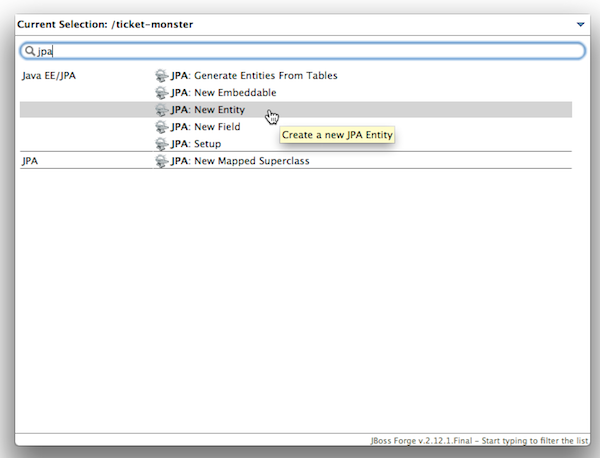 Current Selection: /ticket-monster
jpa
Java EE/JPA JPA: Generate Entities From Tables
JPA: New Embeddable
JPA: New Entity
JPA: New Field
Create a new JPA Entity
JPA: Setup
JPA JPA: New Mapped Superclass
JBoss Forge v.2.12.1.Final - Start typing to filter the list